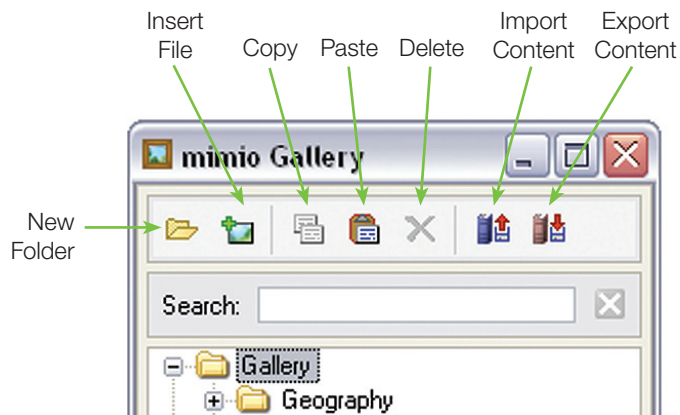 Insert
File
Copy
Paste
Delete
Import
Content
Export
Content
mimio Gallery
New
Folder
Search:
Gallery
Geography